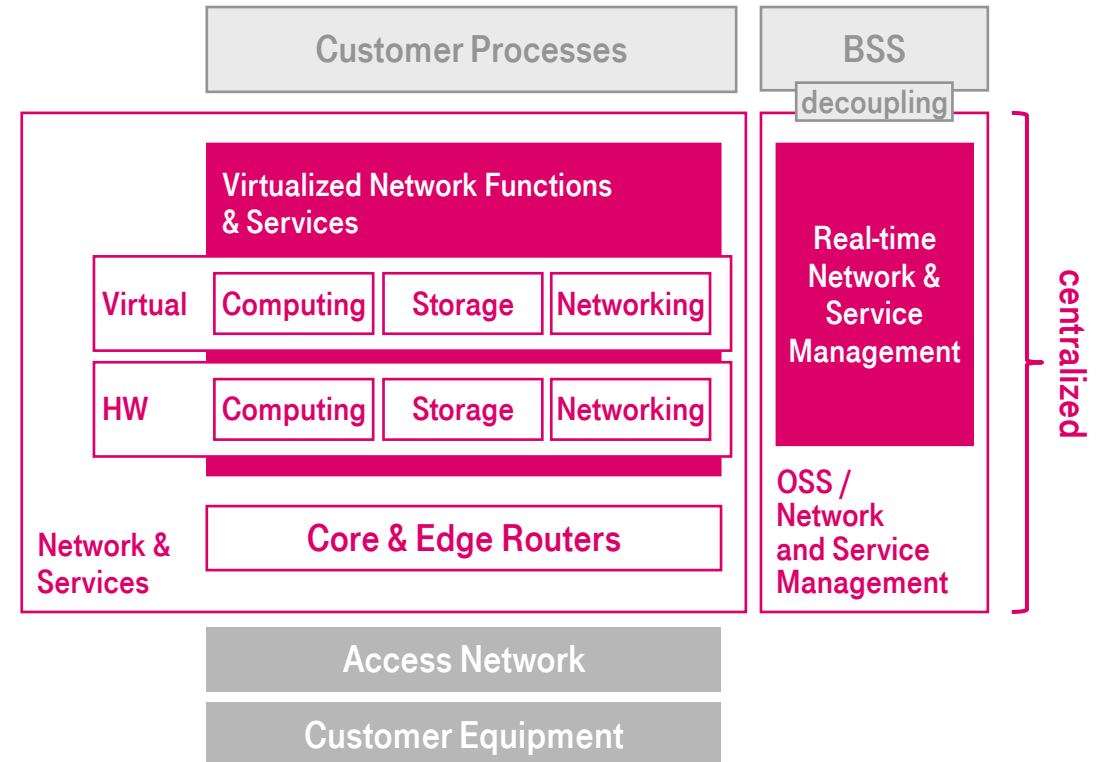 Customer Processes
BSS
decoupling
Virtualized Network Functions
& Services
Virtual
Computing
Storage
Networking
HW
Computing
Storage
Networking
Core & Edge Routers
Network &
Services
Real-time
Network &
Service
Management
OSS /
Network
and Service
Management
centralized
Access Network
Customer Equipment